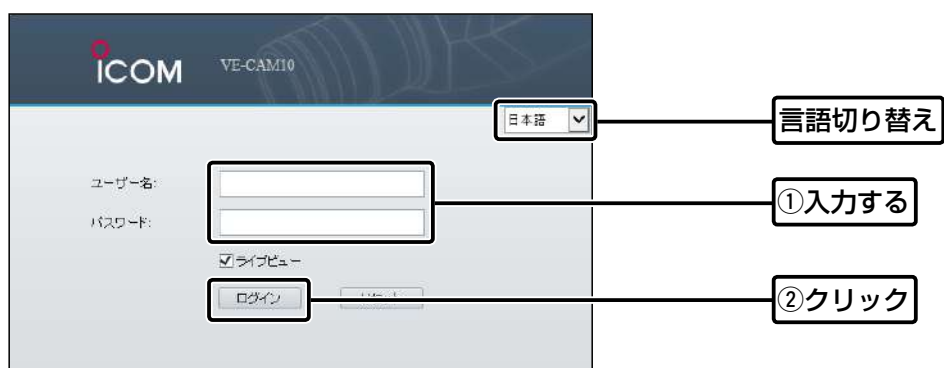 ICOM VE-CAM10
日本語
言語切り替え
ユーザー名:
①入力する
パスワード:
ライブビュー
ログイン
②クリック